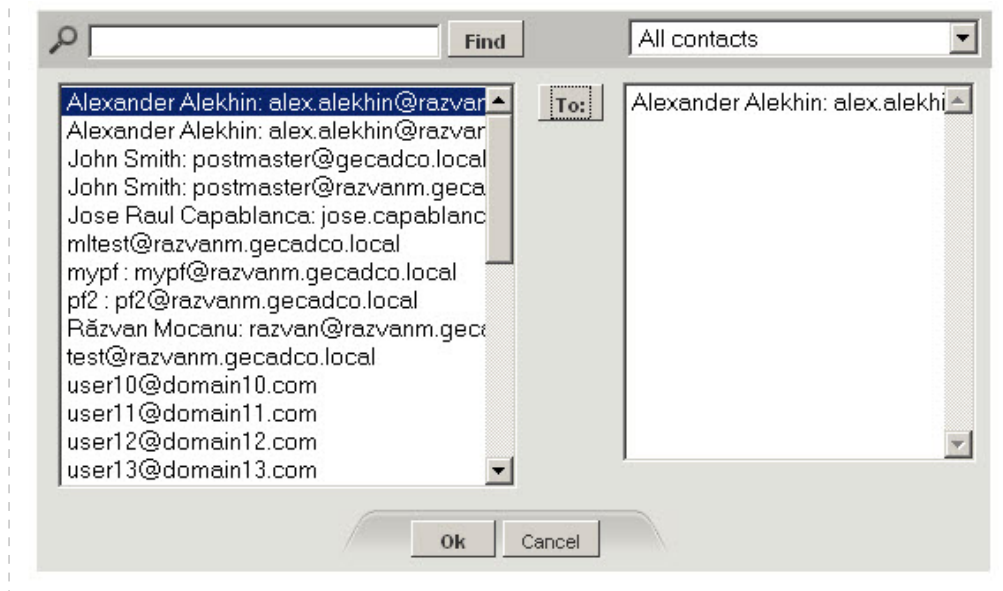 Find
All contacts
Alexander Alekhin: alex.alekhin@razvar
To:
Alexander Alekhin: alex.alekhi
Alexander Alekhin: alex.alekhin@razvar
John Smith: postmaster@gecadco.local
John Smith: postmaster@razvanm.geca
Jose Raul Capablanca: jose.capablanc
mltest@razvanm.gecadco.local
mypf : mypf@razvanm.gecadco.local
pf2 : pf2@razvanm.gecadco.local
Răzvan Mocanu: razvan@razvanm.geca
test@razvanm.gecadco.local
user10@domain10.com
user11@domain11.com
user12@domain12.com
user13@domain13.com
Ok
Cancel